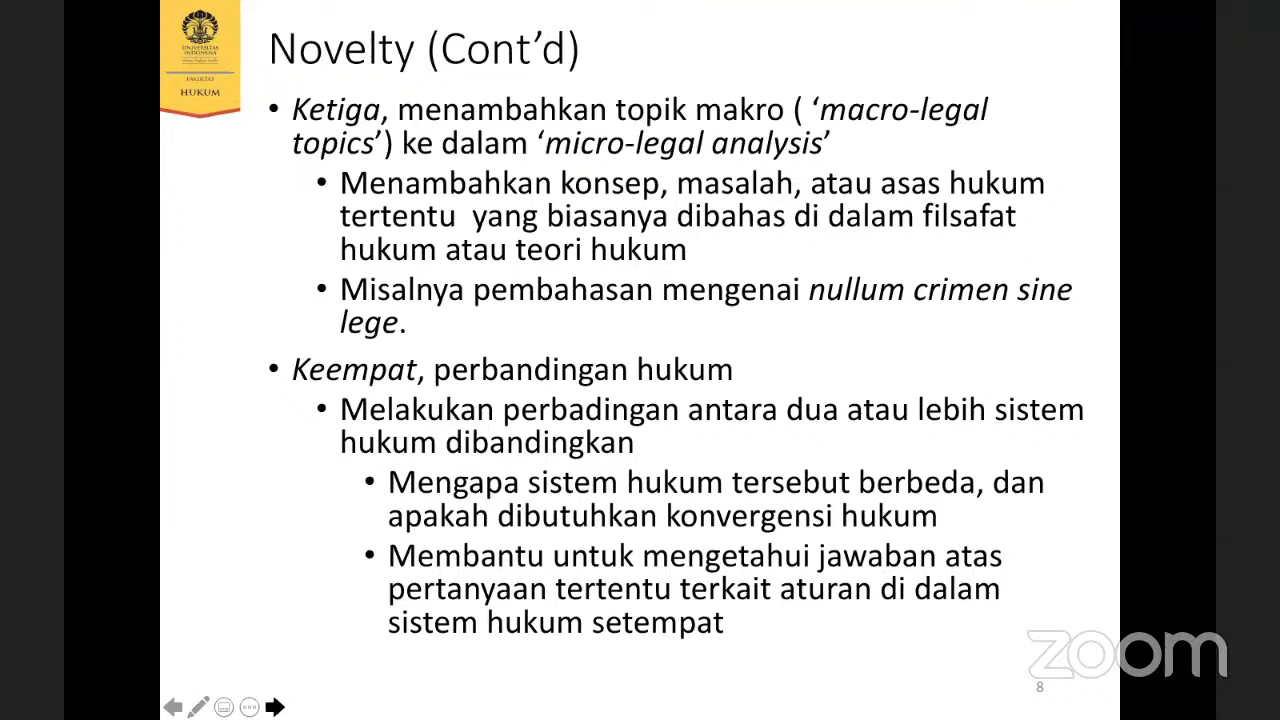 UNIVERSITAS
INDONESIA
FAKULTAS
HUKUM
Novelty (Cont’d)
• Ketiga, menambahkan topik makro ( ‘macro-legal
topics’) ke dalam ‘micro-legal analysis’
• Menambahkan konsep, masalah, atau asas hukum
tertentu  yang biasanya dibahas di dalam filsafat
hukum atau teori hukum
• Misalnya pembahasan mengenai nullum crimen sine
lege.
• Keempat, perbandingan hukum
• Melakukan perbadingan antara dua atau lebih sistem
hukum dibandingkan
• Mengapa sistem hukum tersebut berbeda, dan
apakah dibutuhkan konvergensi hukum
• Membantu untuk mengetahui jawaban atas
pertanyaan tertentu terkait aturan di dalam
sistem hukum setempat
zoom
8